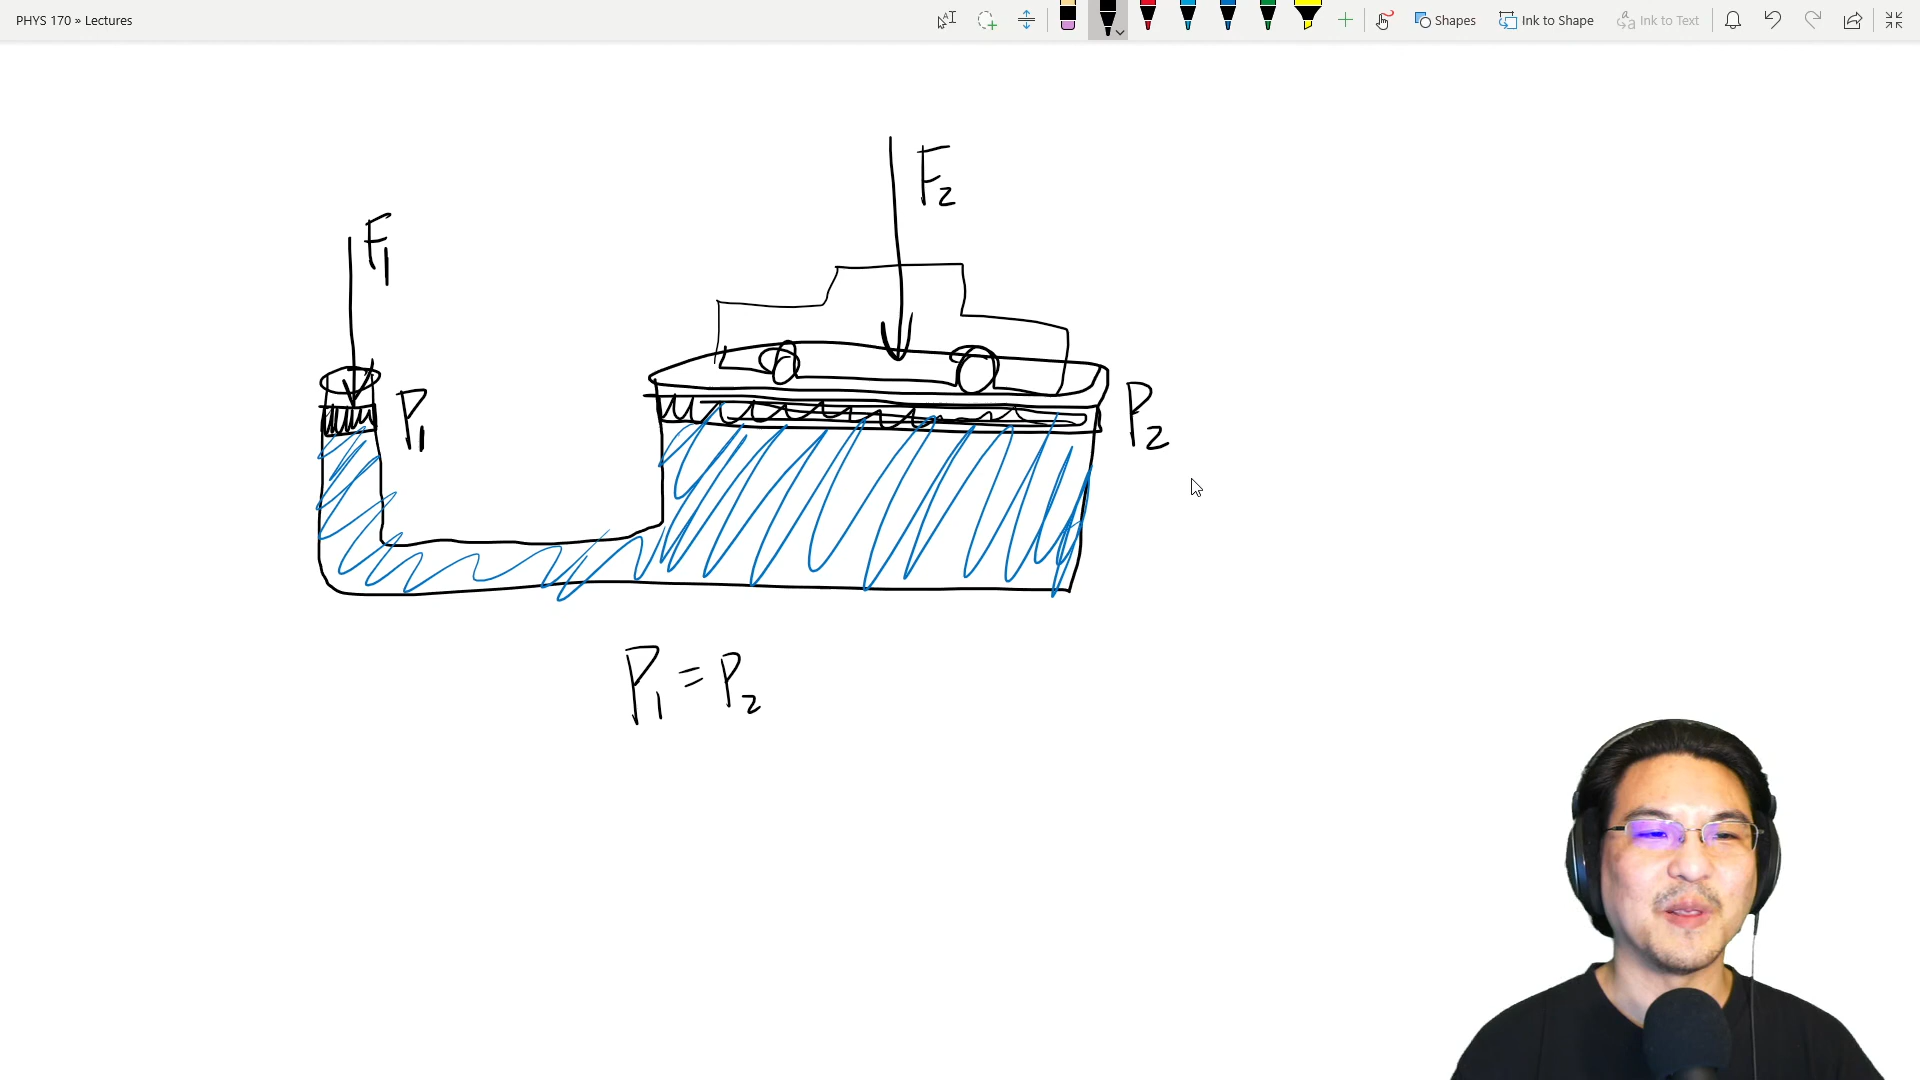 PHYS 170 » Lectures
Shapes
Ink to Shape
Ink to Text
F₂
F₁
P₁
P₂
P₁ = P₂